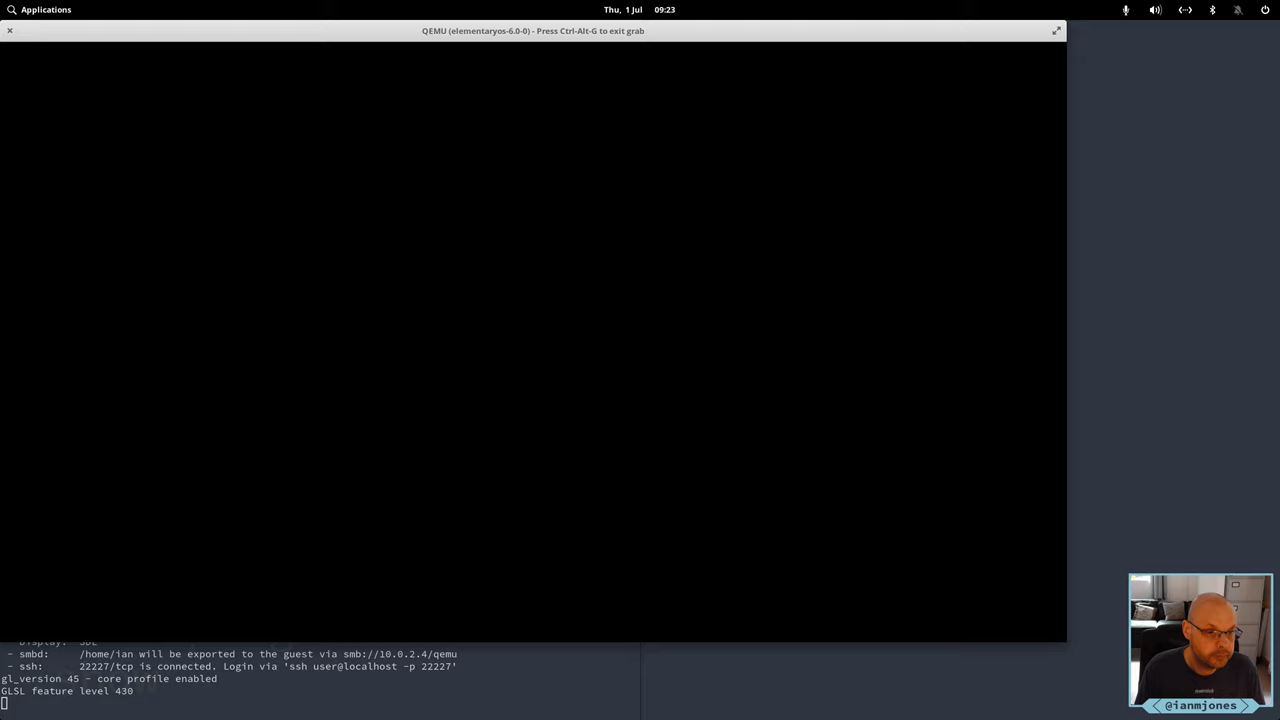 Applications
Thu, 1 Jul 09:23
QEMU (elementaryos-6.0-0) - Press Ctrl-Alt-G to exit grab
- smbd: /home/ian will be exported to the guest via smb://10.0.2.4/qemu
- ssh: 22227/tcp is connected. Login via 'ssh user@localhost -p 22227'
gl_version 45 - core profile enabled
GLSL feature level 430
@ianmjones